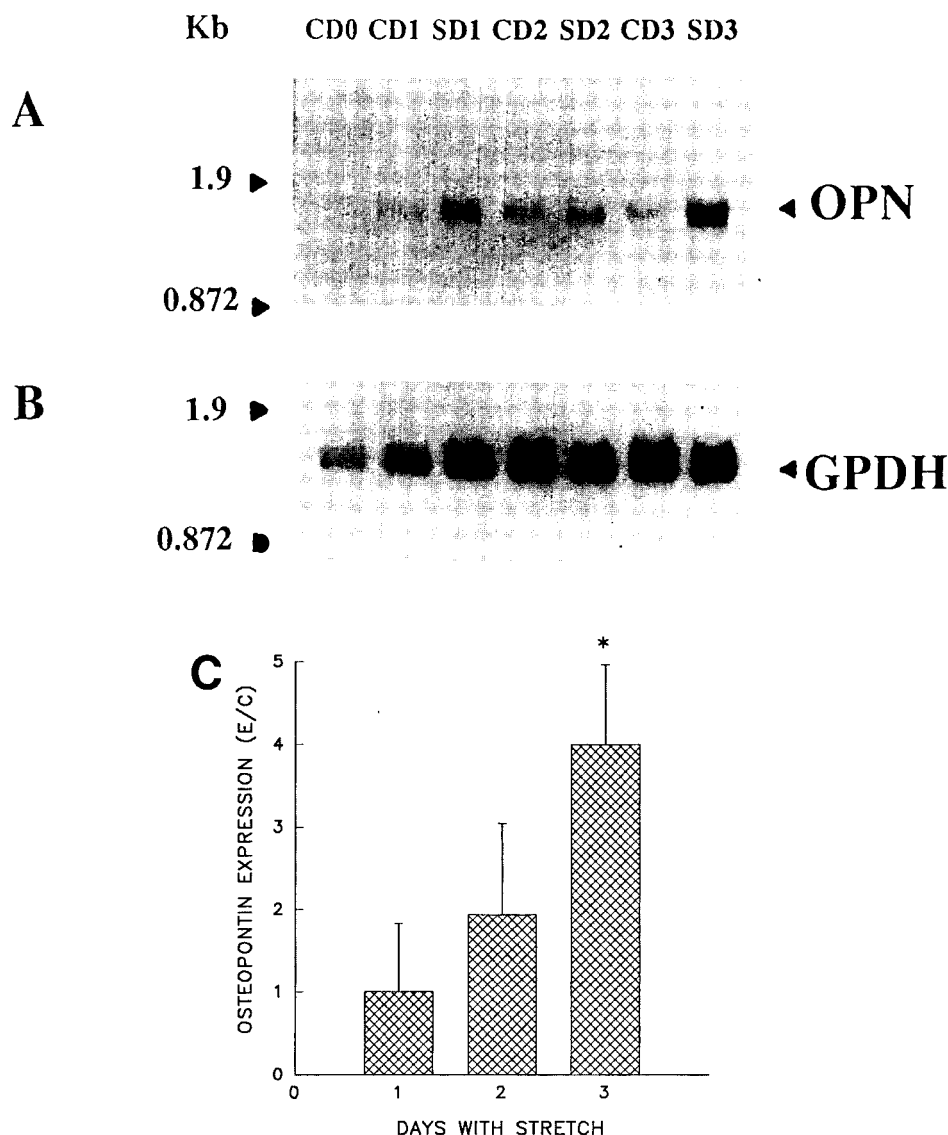 Kb CD0 CD1 SD1 CD2 SD2 CD3 SD3
A
1.9
OPN
0.872
B
1.9
GPDH
0.872
C
*
OSTEOPONTIN EXPRESSION (E/C)
5
4
3
2
1
0
0 1 2 3
DAYS WITH STRETCH